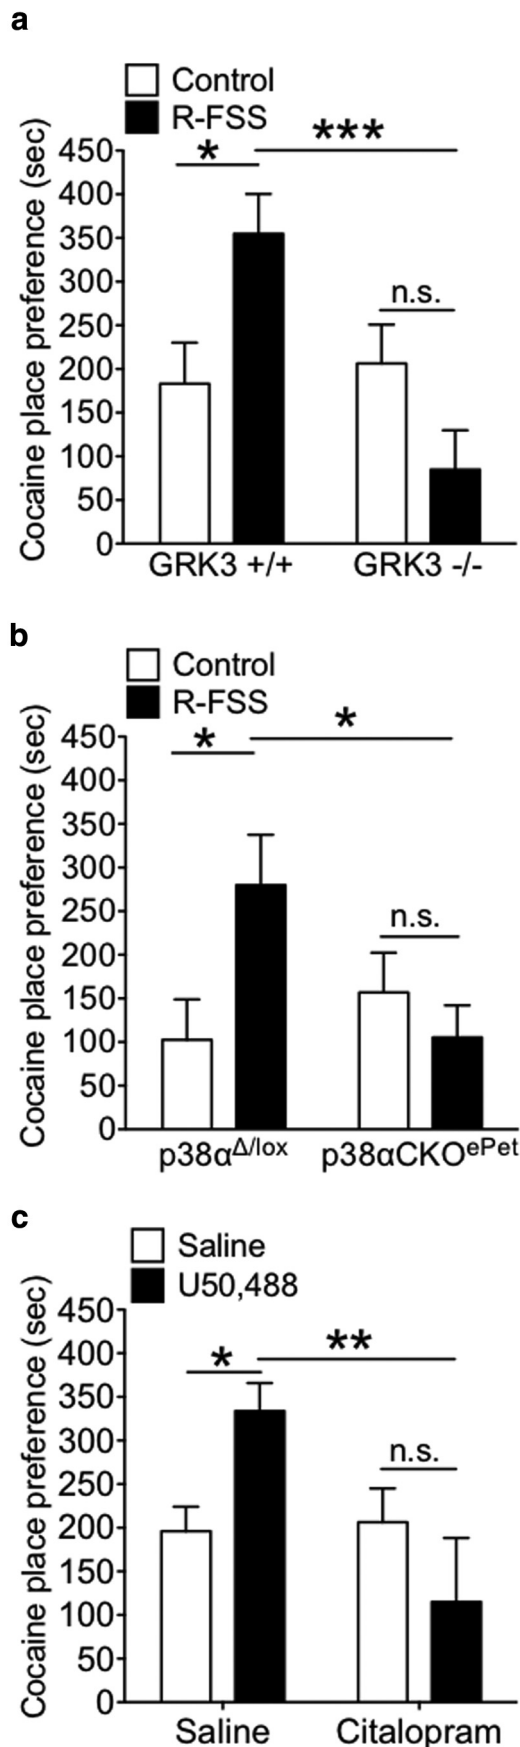 a
Control
R-FSS
Cocaine place preference (sec)
450
400
350
300
250
200
150
100
50
0
*
***
n.s.
GRK3 +/+
GRK3 -/-
b
Control
R-FSS
Cocaine place preference (sec)
450
400
350
300
250
200
150
100
50
0
*
*
n.s.
p38α^Δ/lox
p38αCKO^ePet
c
Saline
U50,488
Cocaine place preference (sec)
450
400
350
300
250
200
150
100
50
0
*
**
n.s.
Saline
Citalopram